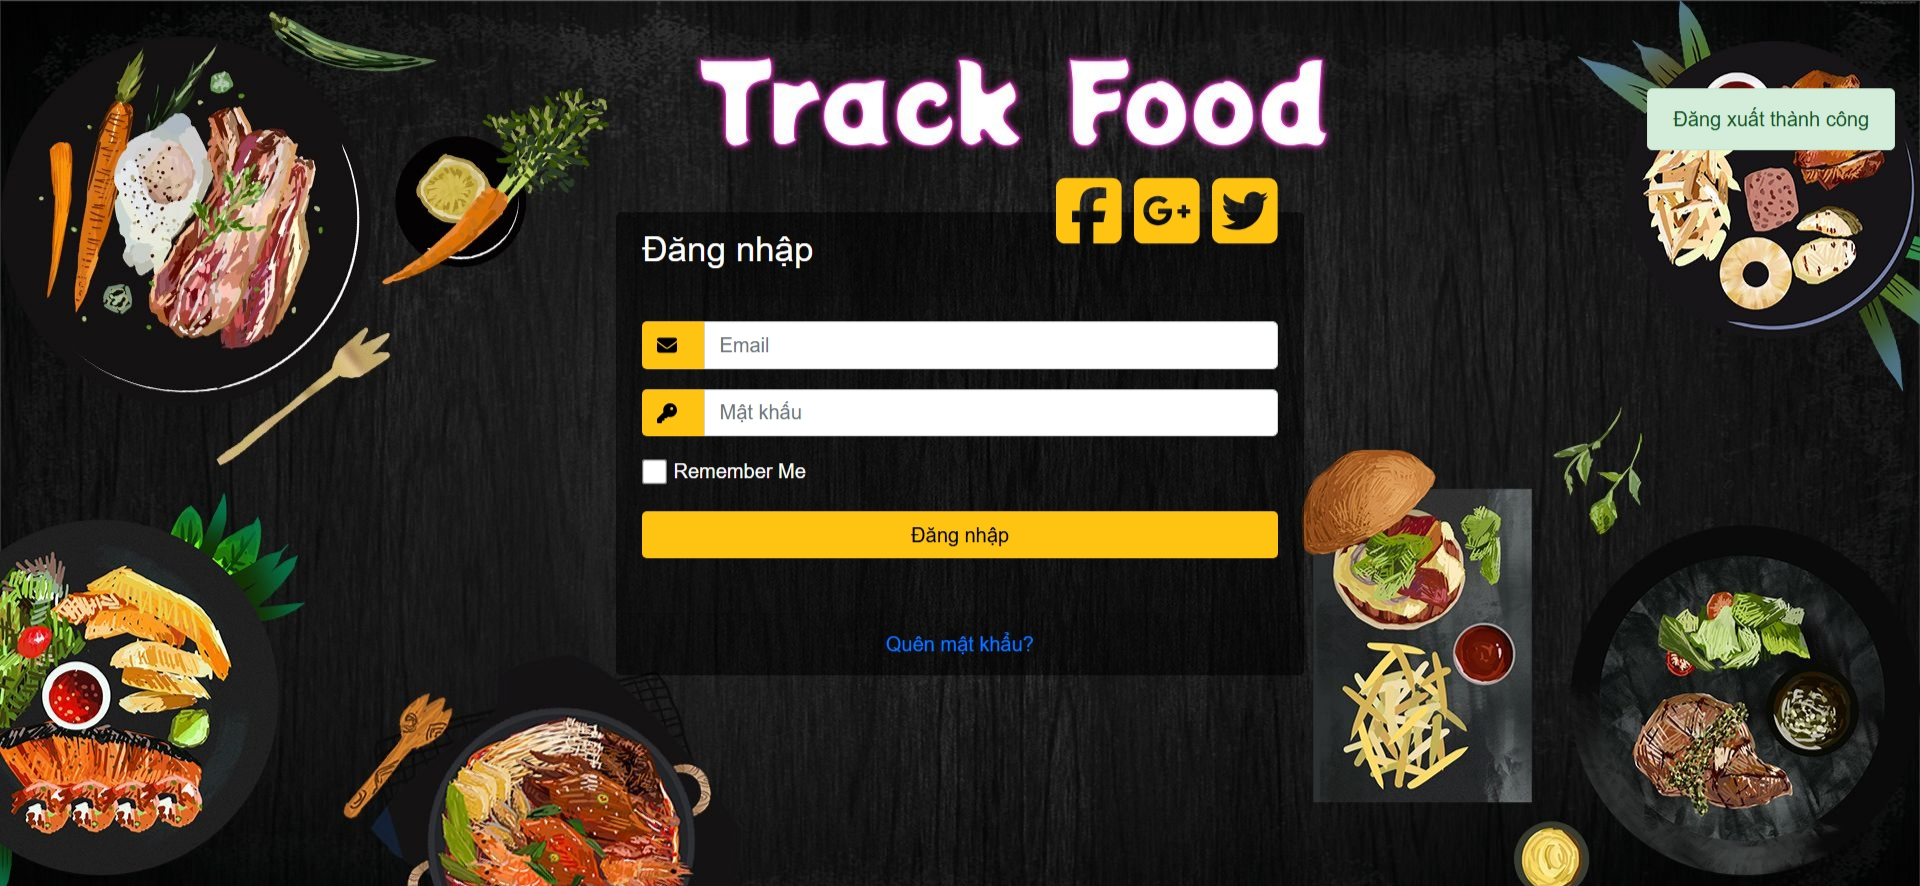 Track Food
Đăng xuất thành công
Đăng nhập
Email
Mật khẩu
Remember Me
Đăng nhập
Quên mật khẩu?